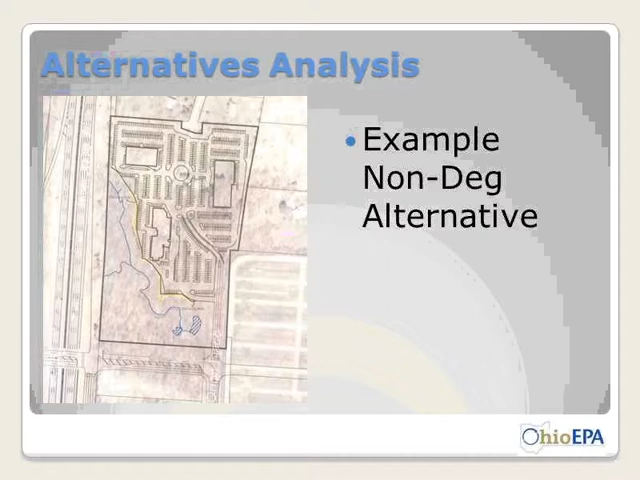 Alternatives Analysis
Example
Non-Deg
Alternative
OhioEPA